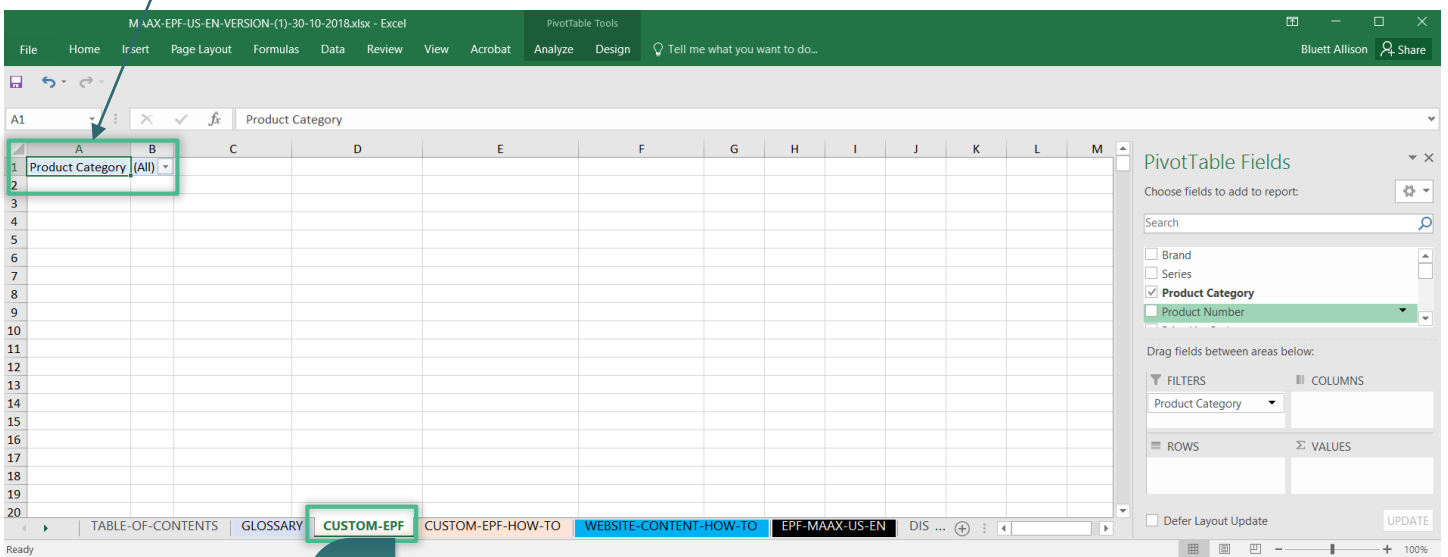 M AAX-EPF-US-EN-VERSION-(1)-30-10-2018.xlsx - Excel PivotTable Tools
File Home Insert Page Layout Formulas Data Review View Acrobat Analyze Design Tell me what you want to do... Bluett Allison Share
A1 fx Product Category
A B C D E F G H I J K L M
1 Product Category (All)
2
3
4
5
6
7
8
9
10
11
12
13
14
15
16
17
18
19
20
PivotTable Fields
Choose fields to add to report:
Search
Brand
Series
Product Category
Product Number
Drag fields between areas below:
FILTERS COLUMNS
Product Category
ROWS Σ VALUES
Defer Layout Update UPDATE
TABLE-OF-CONTENTS GLOSSARY CUSTOM-EPF CUSTOM-EPF-HOW-TO WEBSITE-CONTENT-HOW-TO EPF-MAAX-US-EN DIS ...
Ready 100%